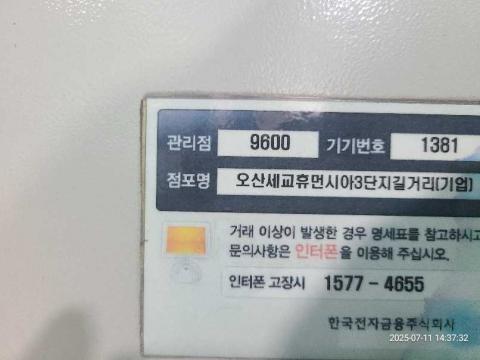 관리점 9600 기기번호 1381
점포명 오산세교휴먼시아3단지길거리(기업)
거래 이상이 발생한 경우 명세표를 참고하시고
문의사항은 인터폰을 이용해 주십시오.
인터폰 고장시 1577-4655
한국전자금융주식회사
2025-07-11 14:37:32